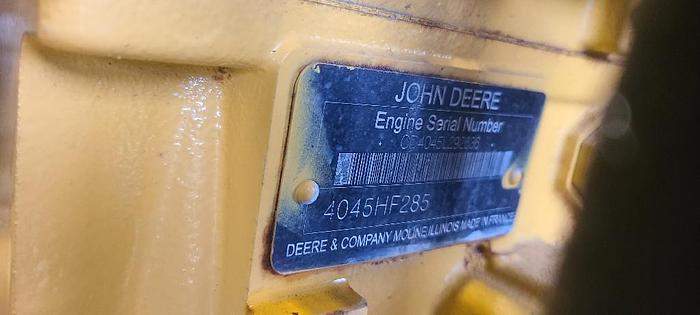 JOHN DEERE
Engine Serial Number
4045HF285
DEERE & COMPANY MOLINE, ILLINOIS MADE IN FRANCE